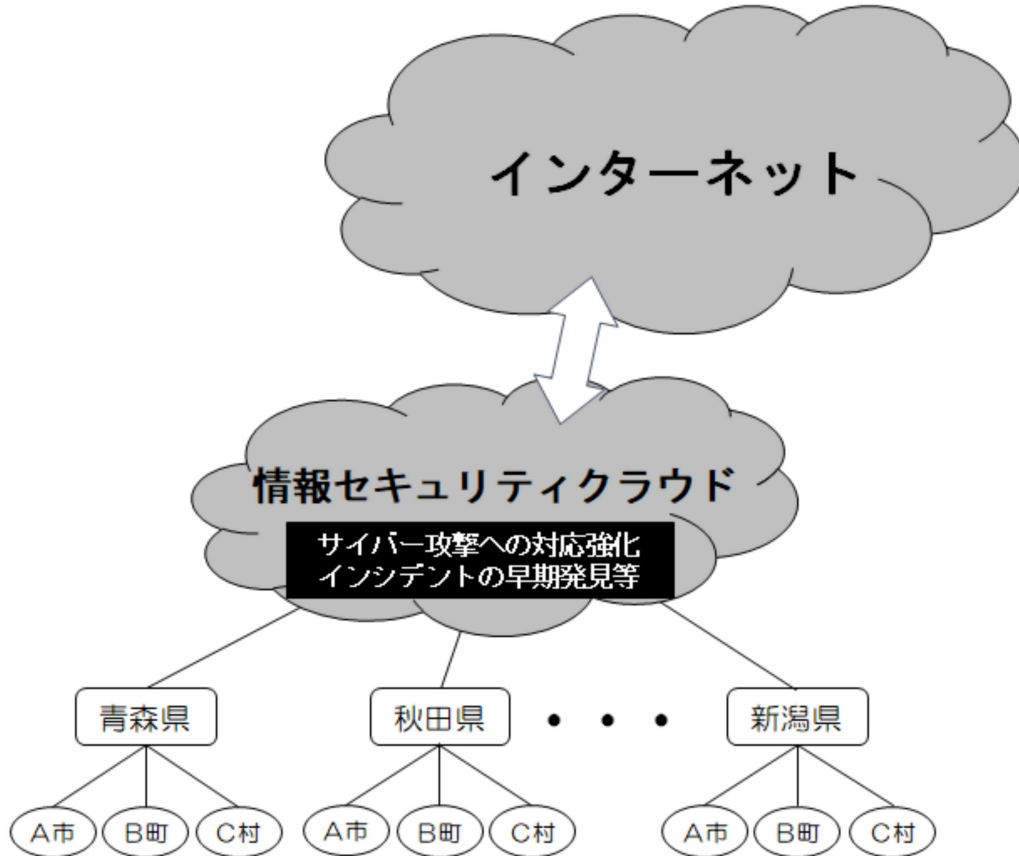 インターネット
情報セキュリティクラウド
サイバー攻撃への対応強化
インシデントの早期発見等
青森県 秋田県 ・・・ 新潟県
A市 B町 C村 A市 B町 C村 A市 B町 C村